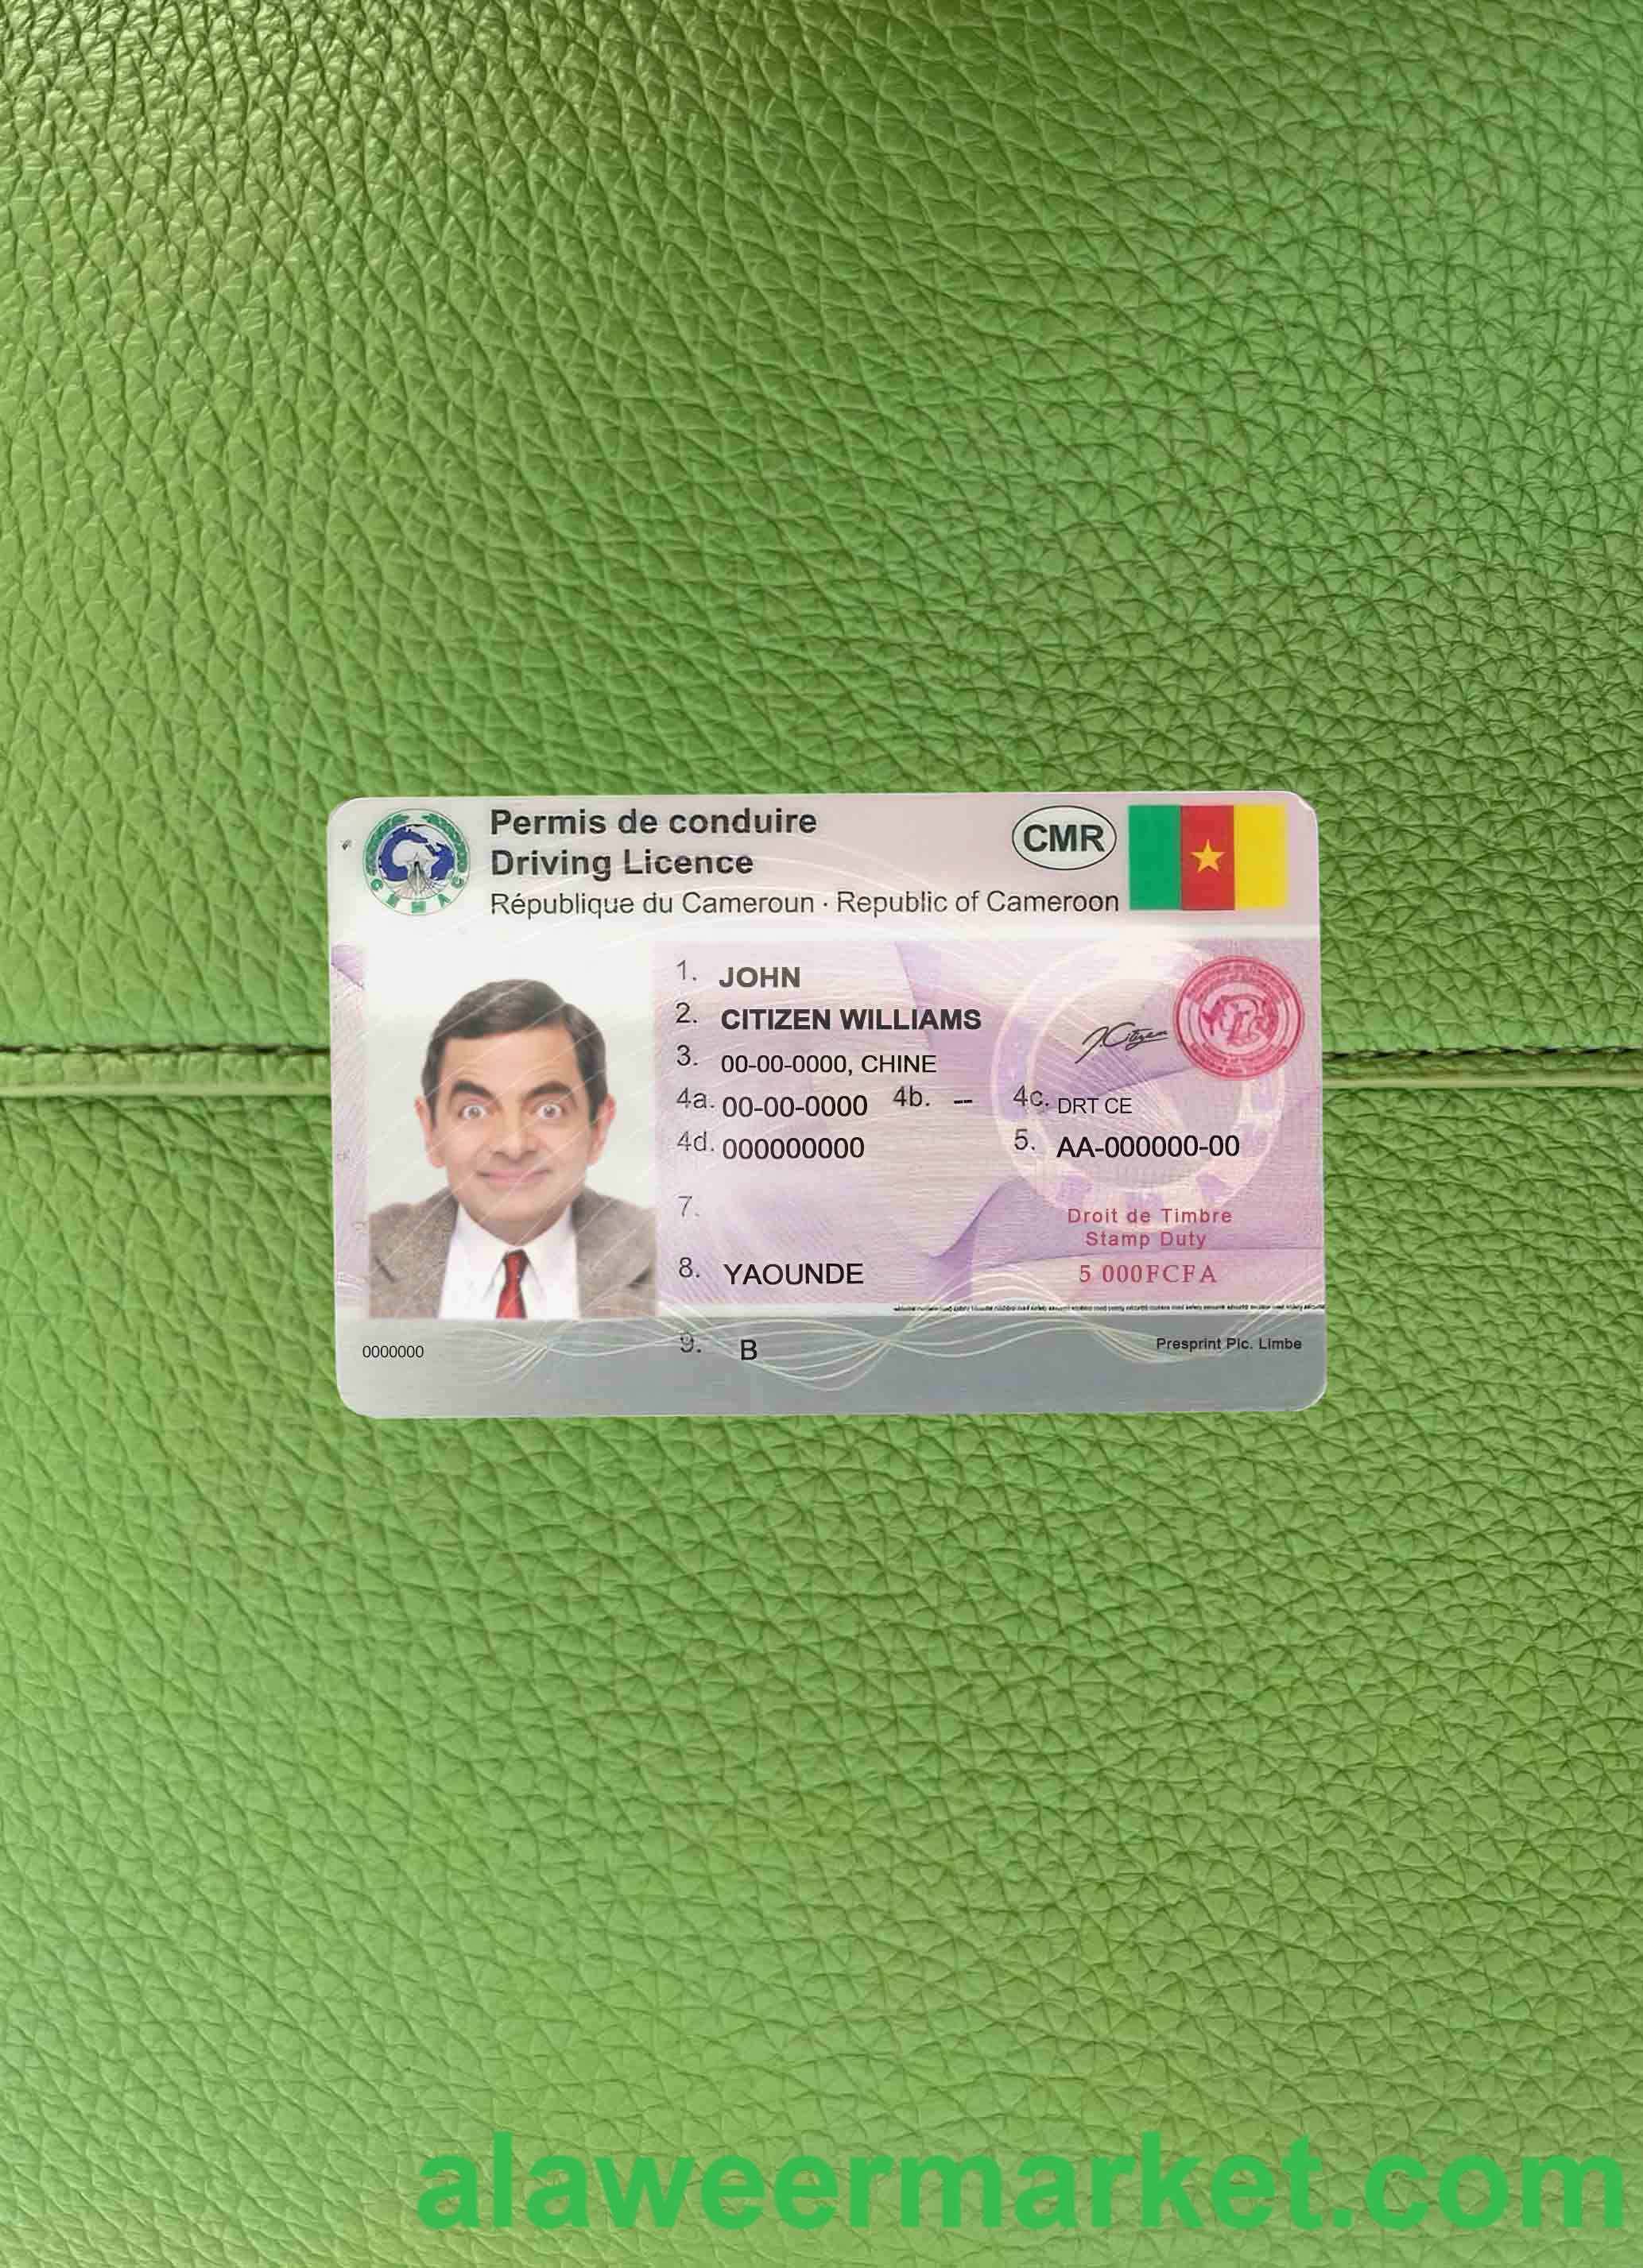 Permis de conduire
Driving Licence
République du Cameroun · Republic of Cameroon
CMR
C E M A C
1. JOHN
2. CITIZEN WILLIAMS
3. 00-00-0000, CHINE
4a. 00-00-0000 4b. -- 4c. DRT CE
4d. 000000000 5. AA-000000-00
7.
Droit de Timbre
Stamp Duty
8. YAOUNDE 5 000FCFA
0000000 9. B Presprint Plc. Limbe
alaweermarket.com